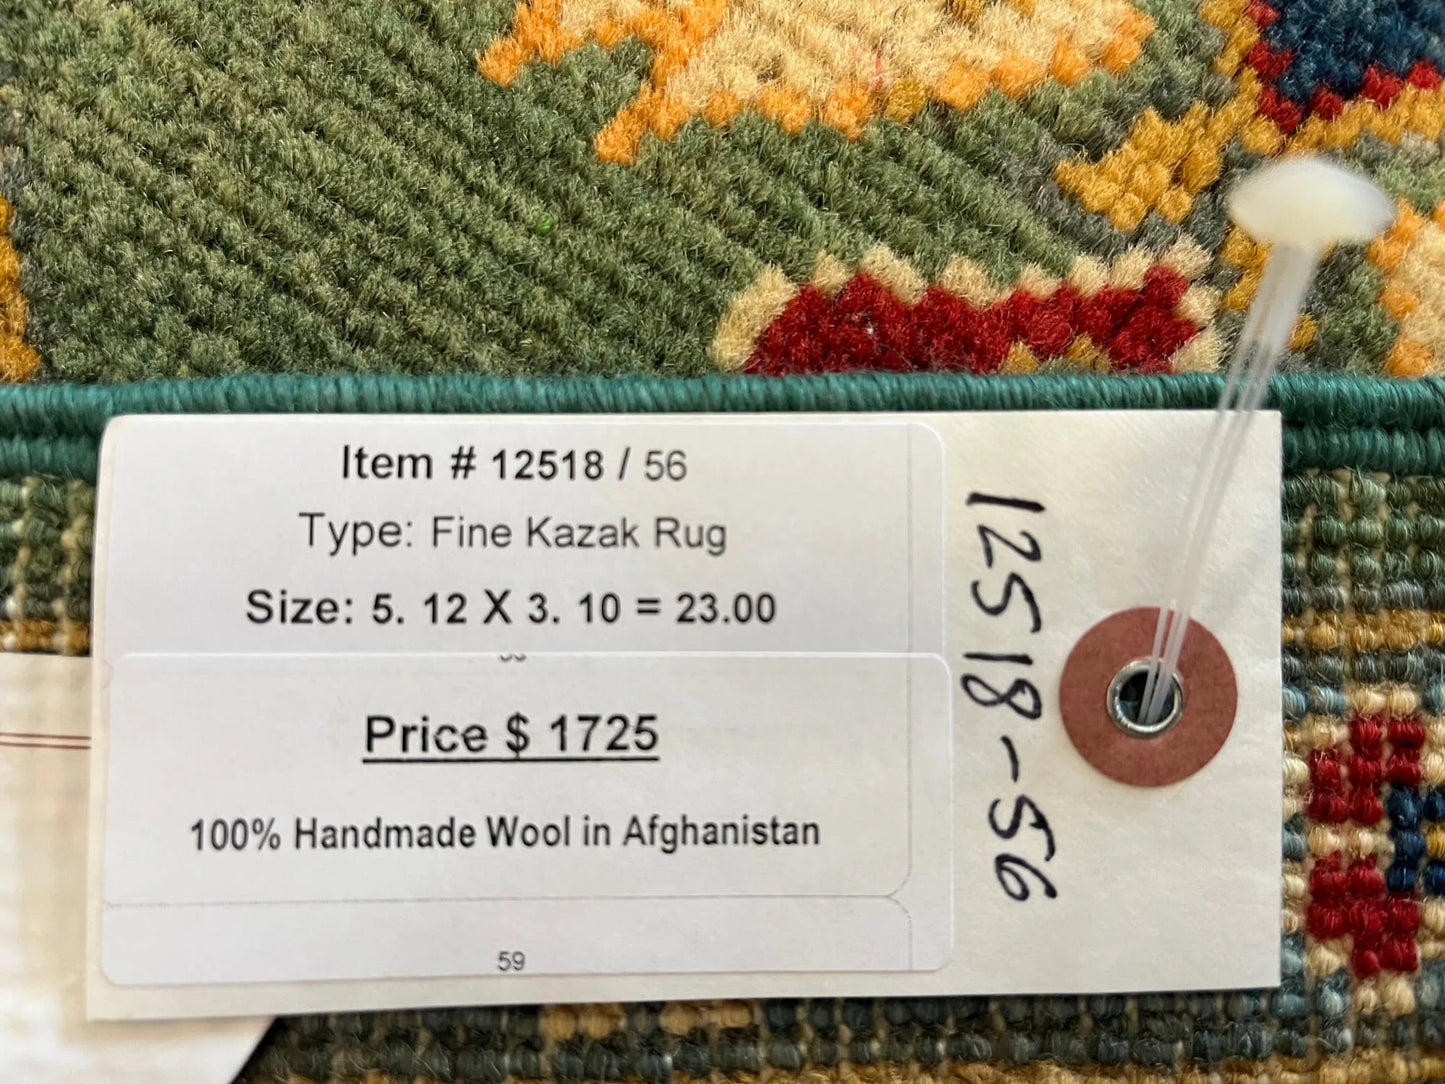 Item # 12518 / 56
Type: Fine Kazak Rug
Size: 5. 12 X 3. 10 = 23.00
Price $ 1725
100% Handmade Wool in Afghanistan
59
12518-56